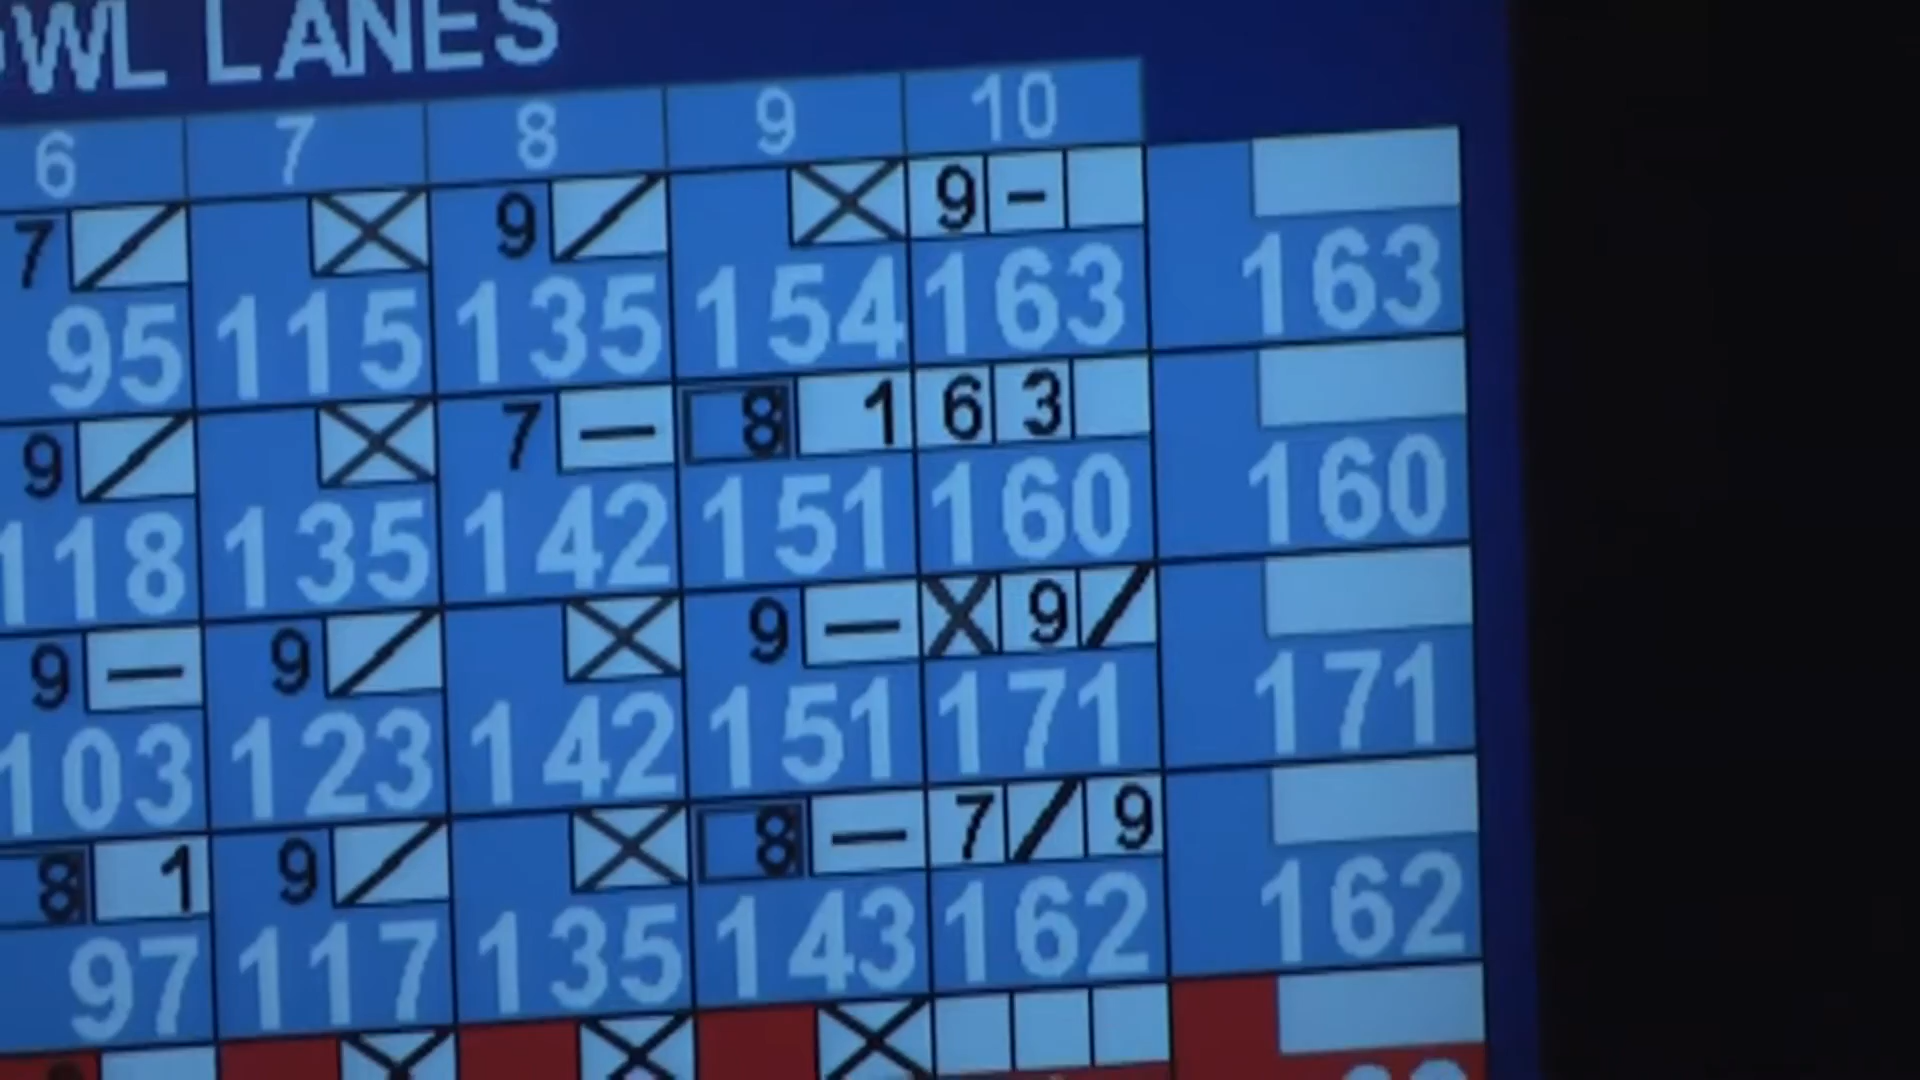 WL LANES
6 7 8 9 10
7 / X 9 / X 9 -
95 115 135 154 163 163
9 / X 7 - 8 1 6 3
118 135 142 151 160 160
9 - 9 / X 9 - X 9 /
103 123 142 151 171 171
8 1 9 / X 8 - 7 / 9
97 117 135 143 162 162
X X X